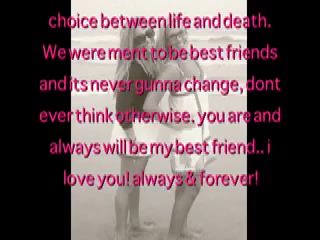 choice between life and death.
We were ment to be best friends
and its never gunna change, dont
ever think otherwise. you are and
always will be my best friend.. i
love you! always & forever!